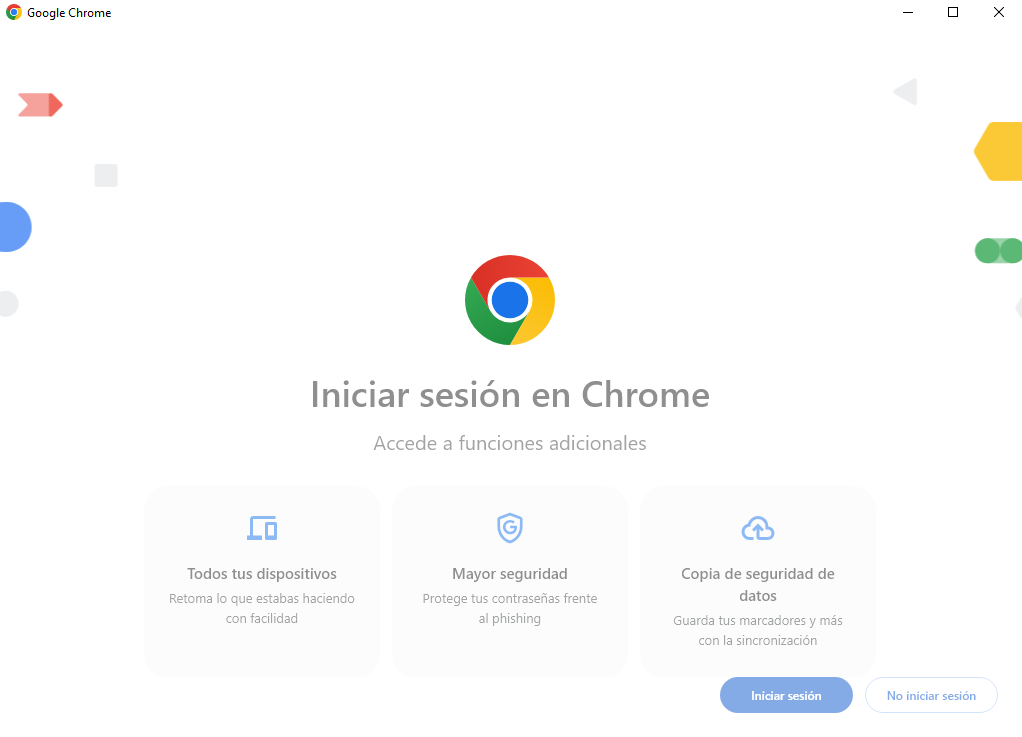 Google Chrome
Iniciar sesión en Chrome
Accede a funciones adicionales
Todos tus dispositivos
Retoma lo que estabas haciendo
con facilidad
Mayor seguridad
Protege tus contraseñas frente
al phishing
Copia de seguridad de
datos
Guarda tus marcadores y más
con la sincronización
Iniciar sesión
No iniciar sesión